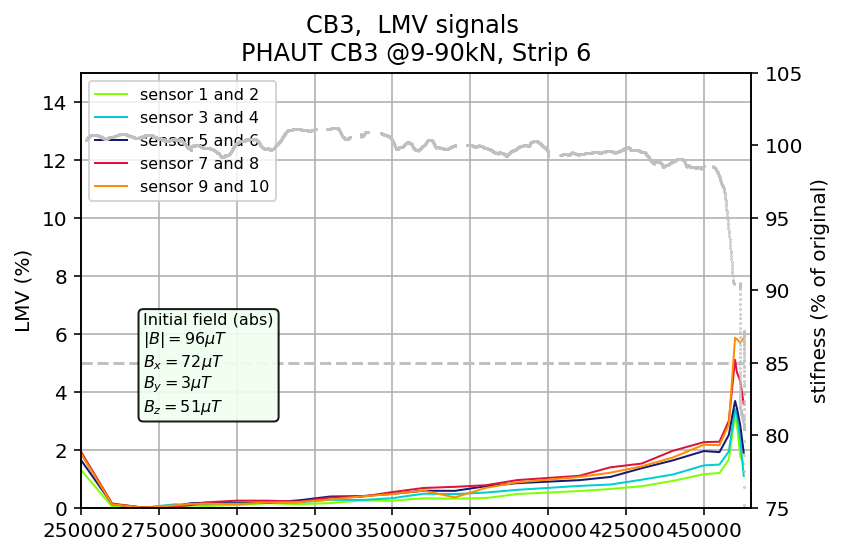 CB3,  LMV signals
PHAUT CB3 @9-90kN, Strip 6
LMV (%)
14
12
10
8
6
4
2
0
sensor 1 and 2
sensor 3 and 4
sensor 5 and 6
sensor 7 and 8
sensor 9 and 10
Initial field (abs)
|B| = 96μT
Bx = 72μT
By = 3μT
Bz = 51μT
105
100
95
90
85
80
75
stifness (% of original)
250000 275000 300000 325000 350000 375000 400000 425000 450000